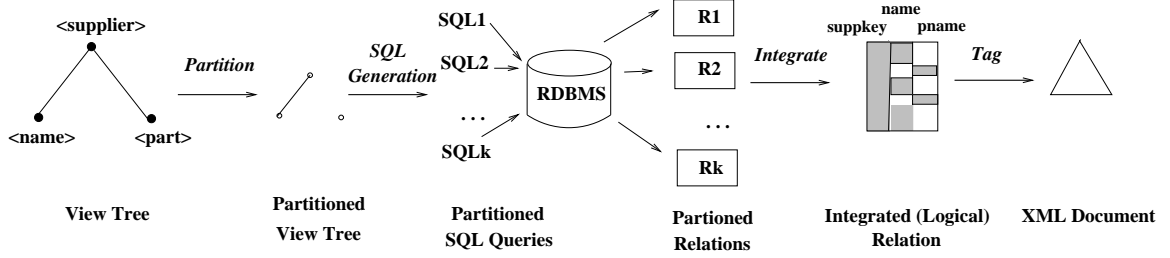 <supplier>
<name>
<part>
View Tree
Partition
Partitioned
View Tree
SQL
Generation
SQL1
SQL2
...
SQLk
Partitioned
SQL Queries
RDBMS
R1
R2
...
Rk
Partioned
Relations
Integrate
name
suppkey
pname
Integrated (Logical)
Relation
Tag
XML Document